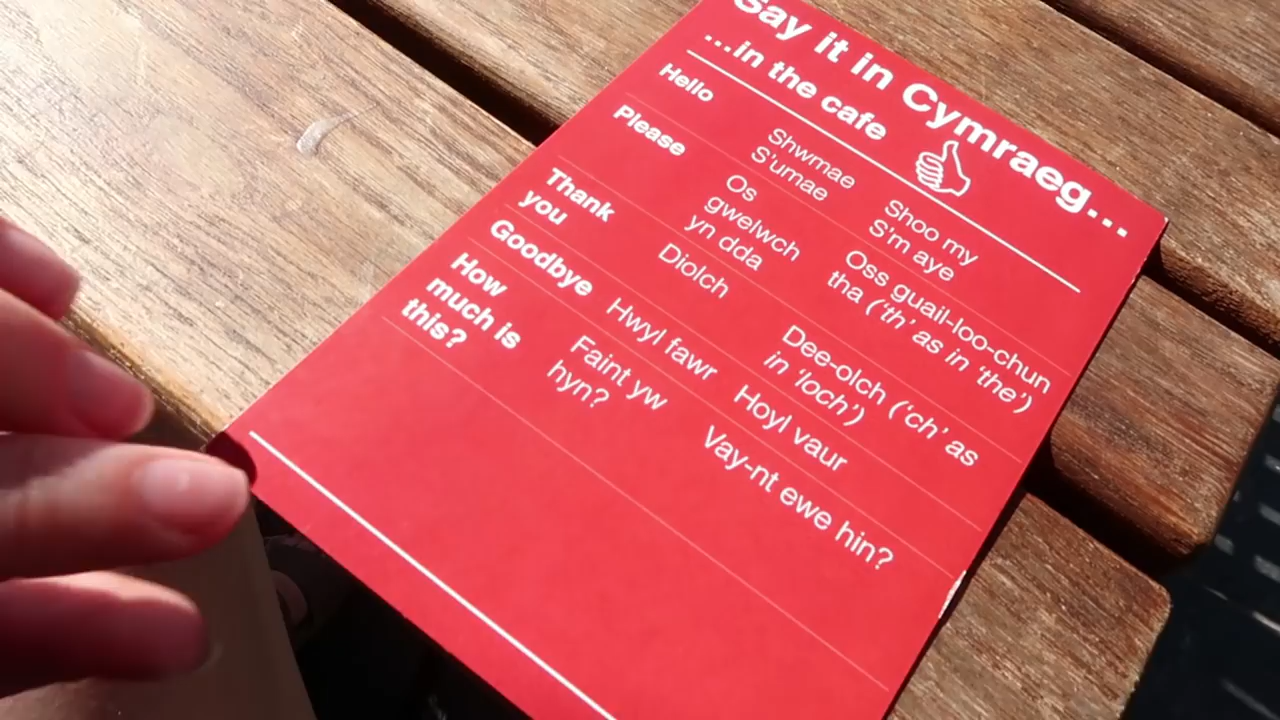 Say it in Cymraeg...
...in the cafe
Hello
Shwmae
S'umae
Shoo my
S'm aye
Please
Os
gwelwch
yn dda
Oss guail-loo-chun
tha ('th' as in 'the')
Thank
you
Diolch
Dee-olch ('ch' as
in 'loch')
Goodbye
Hwyl fawr
Hoyl vaur
How
much is
this?
Faint yw
hyn?
Vay-nt ewe hin?